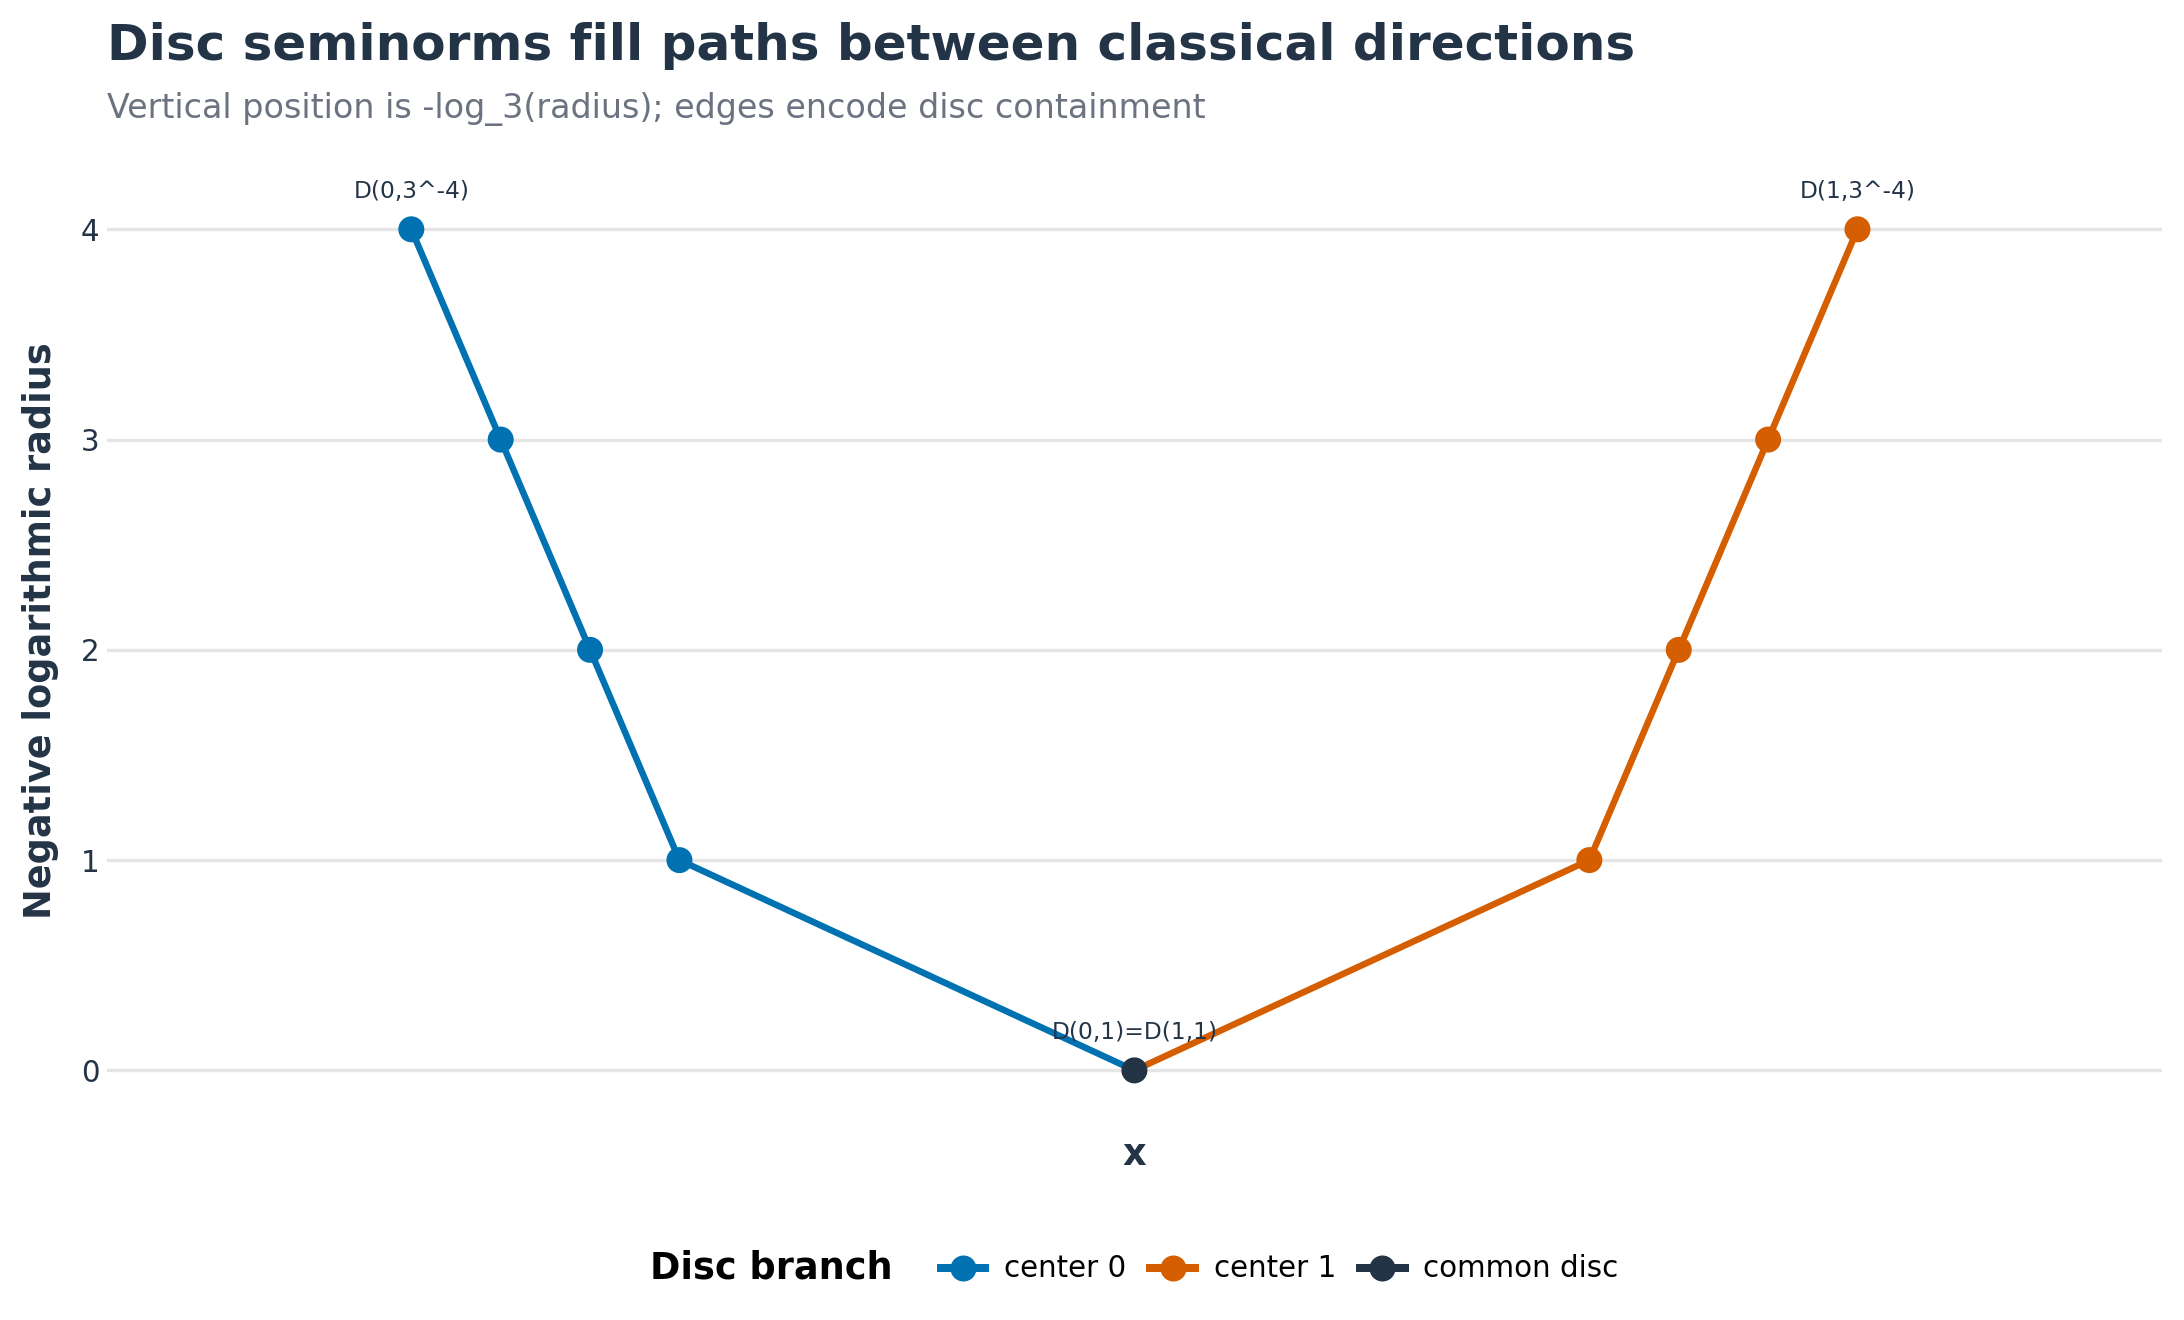 Disc seminorms fill paths between classical directions
Vertical position is -log_3(radius); edges encode disc containment
D(0,3^-4)
D(1,3^-4)
4
3
2
1
0
Negative logarithmic radius
D(0,1)=D(1,1)
x
Disc branch center 0 center 1 common disc